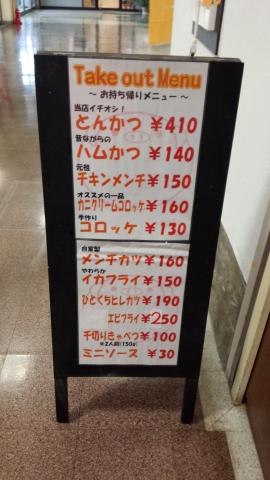 Take out Menu
～ お持ち帰りメニュー ～
当店イチオシ！
とんかつ ￥410
昔ながらの
ハムかつ ￥140
元祖
チキンメンチ ￥150
オススメの一品
カニクリームコロッケ ￥160
手作り
コロッケ ￥130
自家製
メンチカツ ￥160
やわらか
イカフライ ￥150
ひとくちヒレカツ ￥190
エビフライ ￥250
千切りきゃべつ ￥100
※2人前(150g)
ミニソース ￥30